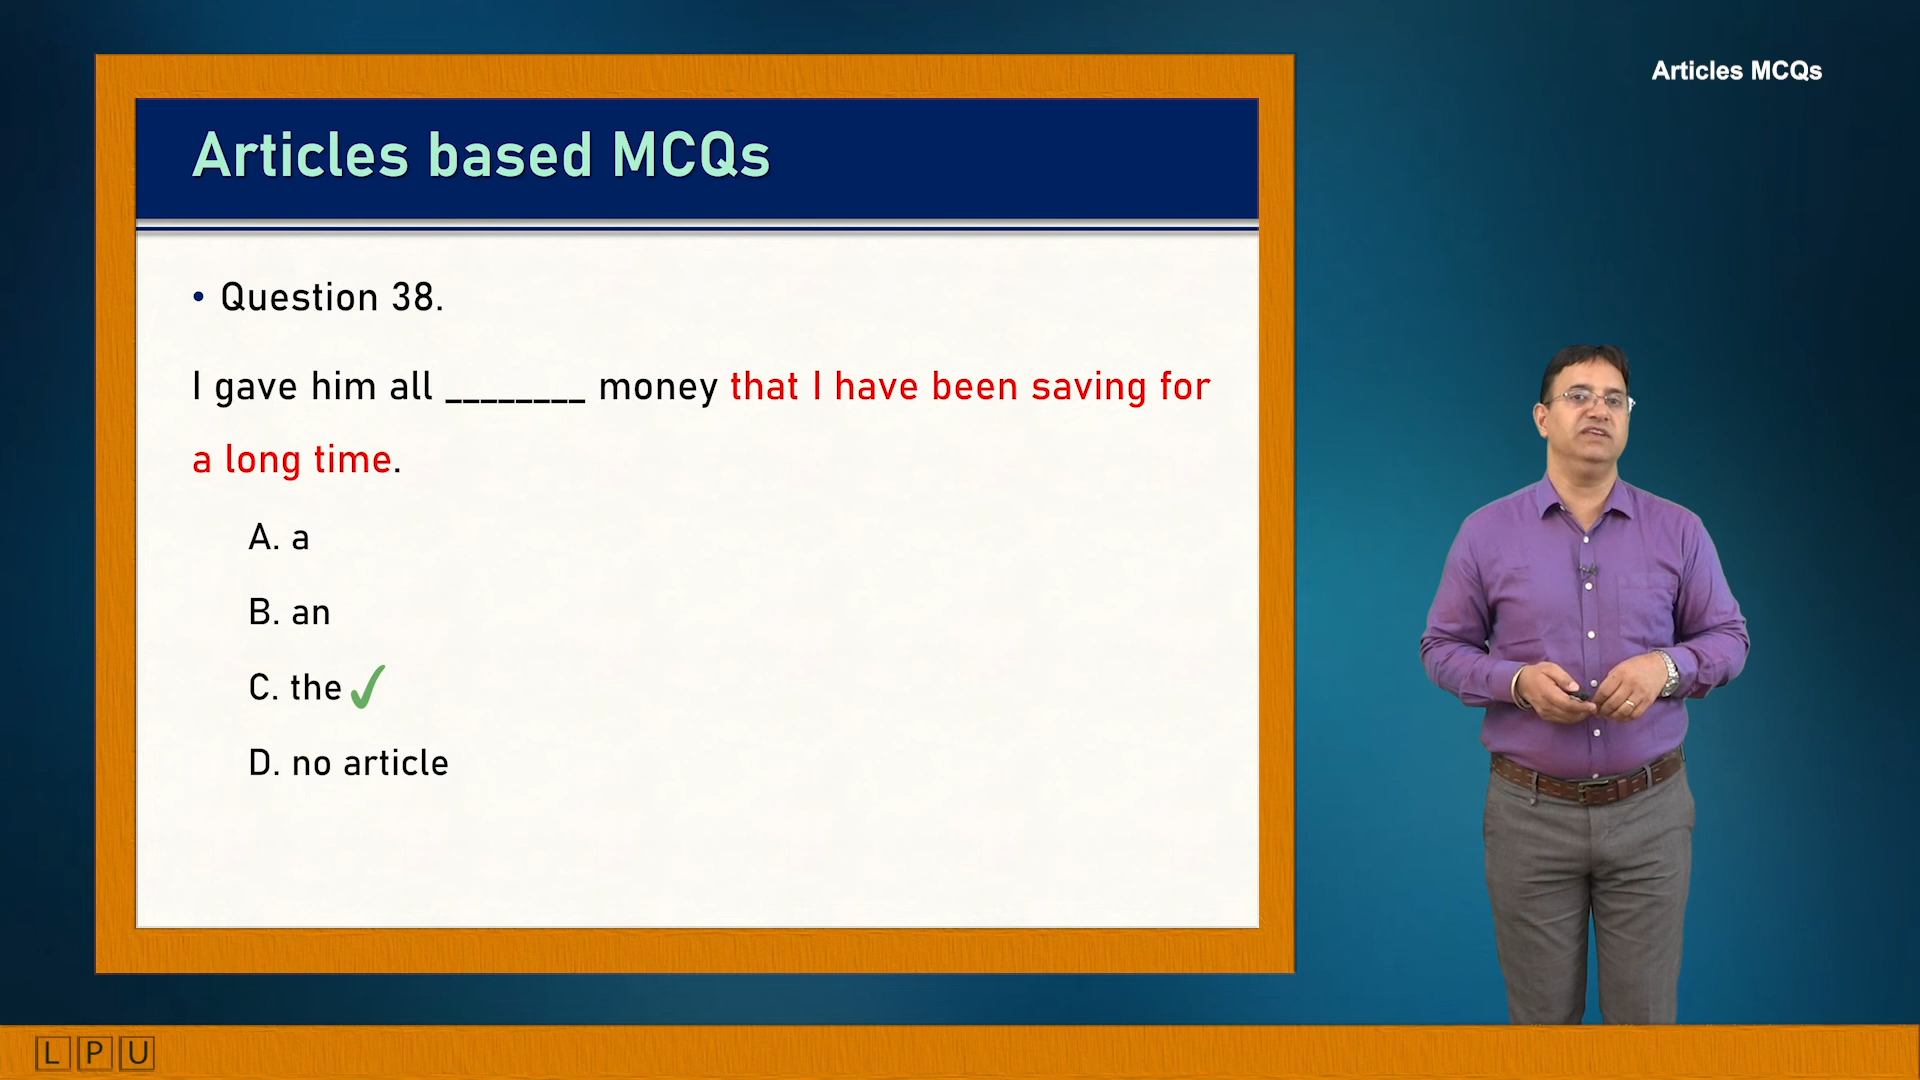 Articles MCQs
Articles based MCQs
• Question 38.
I gave him all ________ money that I have been saving for
a long time.
A. a
B. an
C. the
D. no article
LPU